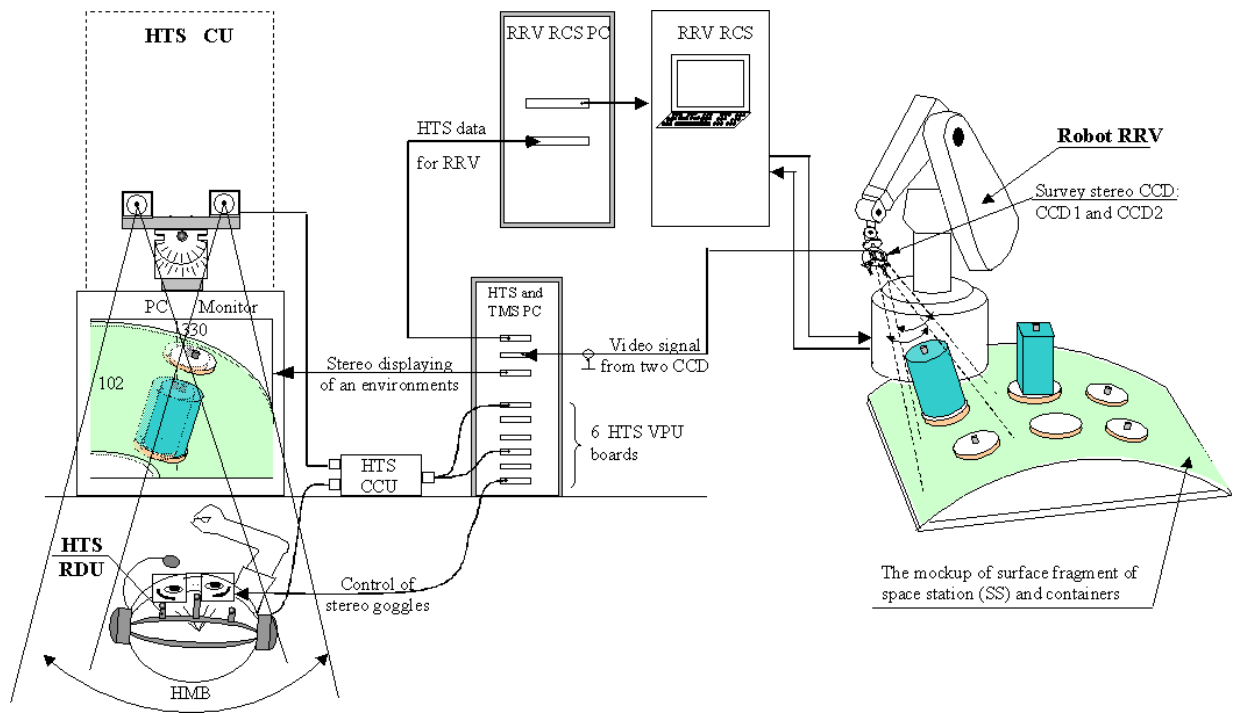 HTS CU
RRV RCS PC
RRV RCS
HTS data
for RRV
Robot RRV
Survey stereo CCD:
CCD1 and CCD2
PC Monitor
1330
102
HTS and
TMS PC
Stereo displaying
of an environments
Video signal
from two CCD
6 HTS VPU
boards
HTS
CCU
HTS
RDU
Control of
stereo goggles
HMB
The mockup of surface fragment of
space station (SS) and containers